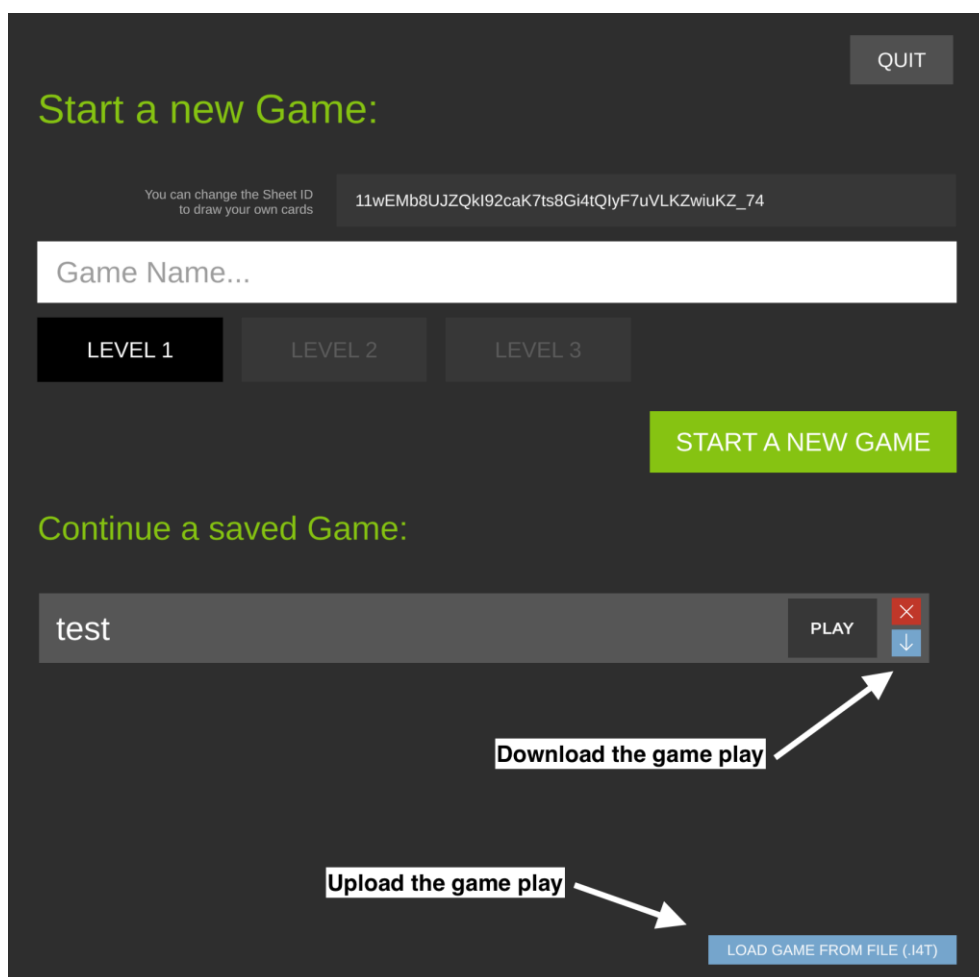 QUIT
Start a new Game:
You can change the Sheet ID
to draw your own cards
11wEMb8UJZQkI92caK7ts8Gi4tQIyF7uVLKZwiuKZ_74
Game Name...
LEVEL 1
LEVEL 2
LEVEL 3
START A NEW GAME
Continue a saved Game:
test
PLAY
Download the game play
Upload the game play
LOAD GAME FROM FILE (.I4T)